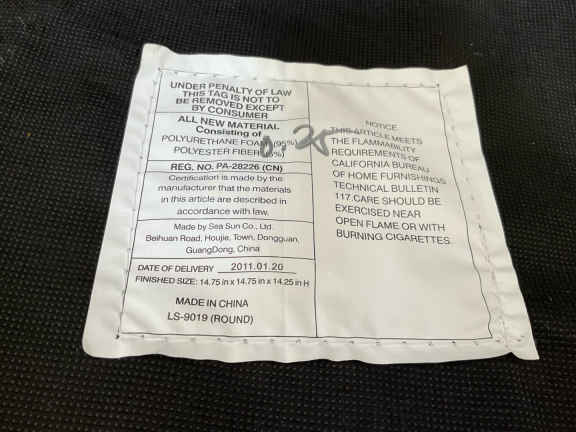 UNDER PENALTY OF LAW
THIS TAG IS NOT TO
BE REMOVED EXCEPT
BY CONSUMER
ALL NEW MATERIAL
Consisting of
POLYURETHANE FOAM (95%)
POLYESTER FIBER (5%)
REG. NO. PA-28226 (CN)
Certification is made by the
manufacturer that the materials
in this article are described in
accordance with law.
Made by Sea Sun Co., Ltd.
Beihuan Road, Houjie, Town, Dongguan,
GuangDong, China
DATE OF DELIVERY 2011.01.20
FINISHED SIZE: 14.75 in x 14.75 in x 14.25 in H
MADE IN CHINA
LS-9019 (ROUND)
NOTICE
THIS ARTICLE MEETS
THE FLAMMABILITY
REQUIREMENTS OF
CALIFORNIA BUREAU
OF HOME FURNISHINGS
TECHNICAL BULLETIN
117.CARE SHOULD BE
EXERCISED NEAR
OPEN FLAME OR WITH
BURNING CIGARETTES.